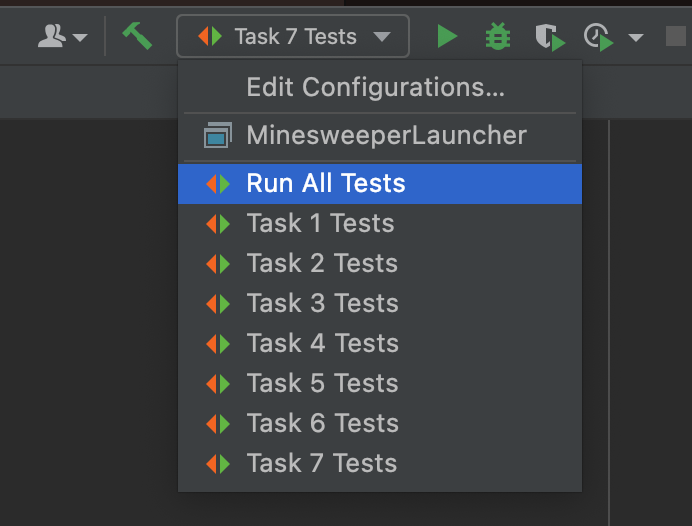 Task 7 Tests
Edit Configurations...
MinesweeperLauncher
Run All Tests
Task 1 Tests
Task 2 Tests
Task 3 Tests
Task 4 Tests
Task 5 Tests
Task 6 Tests
Task 7 Tests